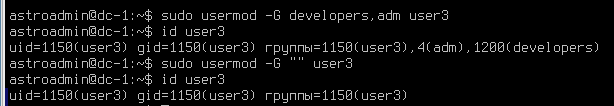 astroadmin@dc-1:~$ sudo usermod -G developers,adm user3
astroadmin@dc-1:~$ id user3
uid=1150(user3) gid=1150(user3) группы=1150(user3),4(adm),1200(developers)
astroadmin@dc-1:~$ sudo usermod -G "" user3
astroadmin@dc-1:~$ id user3
uid=1150(user3) gid=1150(user3) группы=1150(user3)